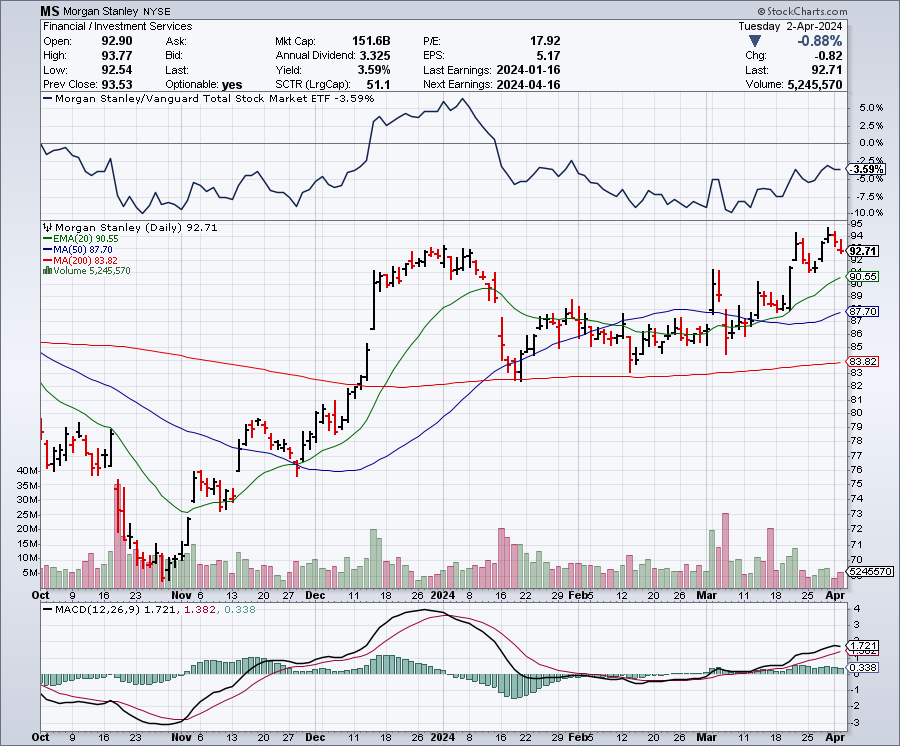 MS Morgan Stanley NYSE © StockCharts.com
Financial / Investment Services Tuesday 2-Apr-2024
Open: 92.90 Ask: Mkt Cap: 151.6B P/E: 17.92 ▼ -0.88%
High: 93.77 Bid: Annual Dividend: 3.325 EPS: 5.17 Chg: -0.82
Low: 92.54 Last: Yield: 3.59% Last Earnings: 2024-01-16 Last: 92.71
Prev Close: 93.53 Optionable: yes SCTR (LrgCap): 51.1 Next Earnings: 2024-04-16 Volume: 5,245,570
Morgan Stanley/Vanguard Total Stock Market ETF -3.59%
5.0%
2.5%
0.0%
-2.5%
-3.59%
-5.0%
-7.5%
-10.0%
Morgan Stanley (Daily) 92.71
EMA(20) 90.55
MA(50) 87.70
MA(200) 83.82
Volume 5,245,570
95
94
92.71
92
90.55
90
89
87.70
87
86
85
83.82
83
82
81
80
79
78
77
76
75
74
73
72
71
70
5245570
40M
35M
30M
25M
20M
15M
10M
5M
Oct 9 16 23 Nov 6 13 20 27 Dec 11 18 26 2024 8 16 22 29 Feb5 12 20 26 Mar 11 18 25 Apr
MACD(12,26,9) 1.721, 1.382, 0.338
4
3
2
1.721
1
0.338
-1
-2
-3
Oct 9 16 23 Nov 6 13 20 27 Dec 11 18 26 2024 8 16 22 29 Feb5 12 20 26 Mar 11 18 25 Apr